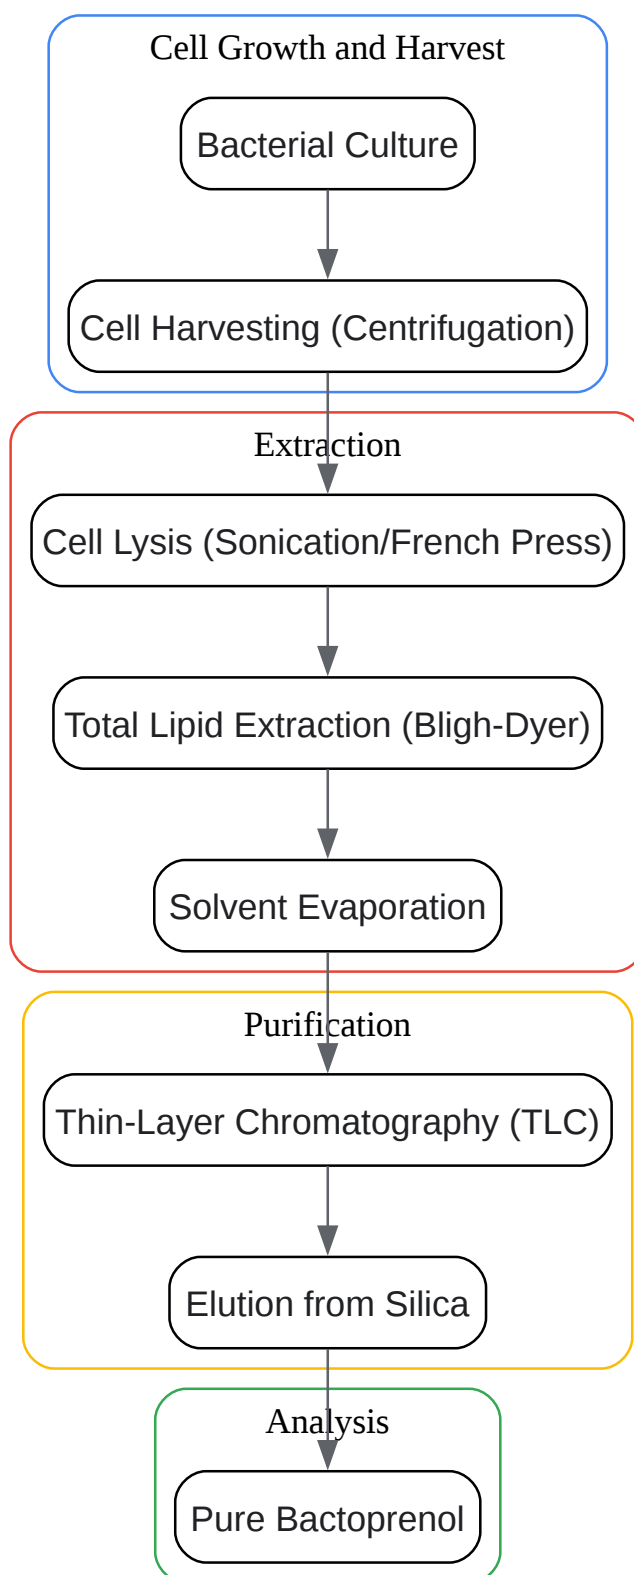 Cell Growth and Harvest
Bacterial Culture
Cell Harvesting (Centrifugation)
Extraction
Cell Lysis (Sonication/French Press)
Total Lipid Extraction (Bligh-Dyer)
Solvent Evaporation
Purification
Thin-Layer Chromatography (TLC)
Elution from Silica
Analysis
Pure Bactoprenol